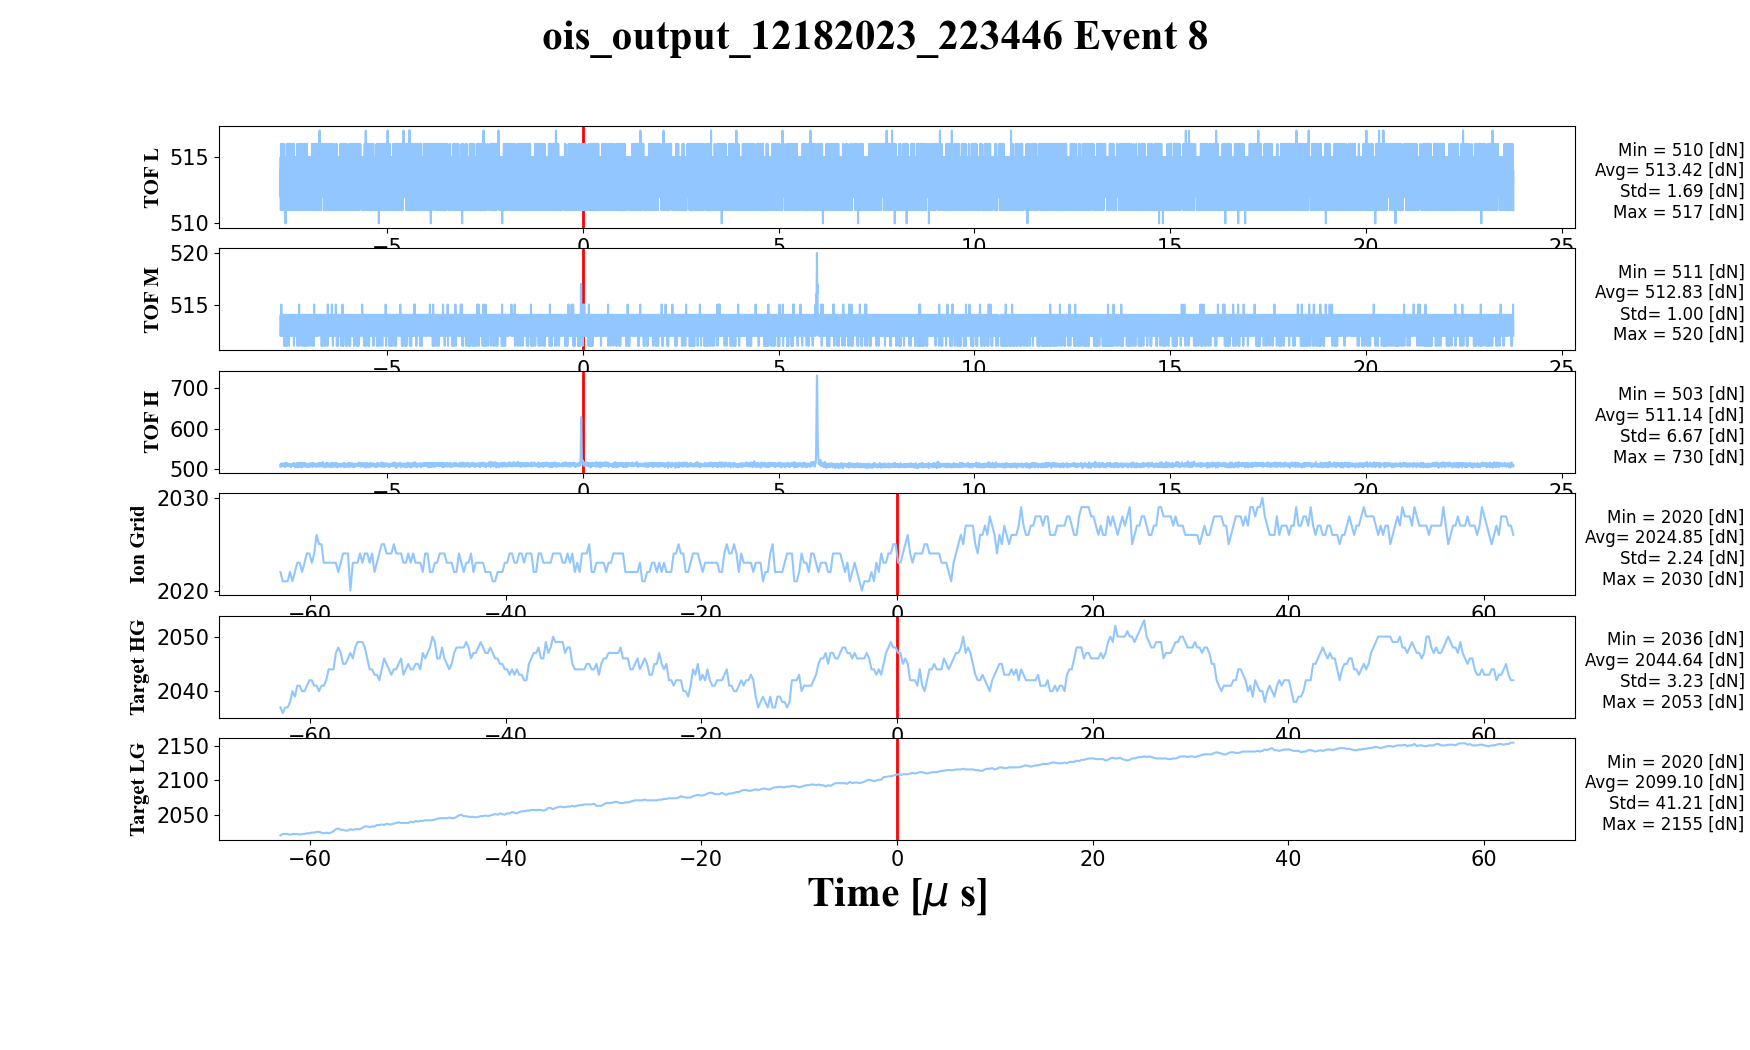 ois_output_12182023_223446 Event 8
TOF L
515
510
−5 0 5 10 15 20 25
Min = 510 [dN]
Avg= 513.42 [dN]
Std= 1.69 [dN]
Max = 517 [dN]
TOF M
520
515
−5 0 5 10 15 20 25
Min = 511 [dN]
Avg= 512.83 [dN]
Std= 1.00 [dN]
Max = 520 [dN]
TOF H
700
600
500
−5 0 5 10 15 20 25
Min = 503 [dN]
Avg= 511.14 [dN]
Std= 6.67 [dN]
Max = 730 [dN]
Ion Grid
2030
2020
−60 −40 −20 0 20 40 60
Min = 2020 [dN]
Avg= 2024.85 [dN]
Std= 2.24 [dN]
Max = 2030 [dN]
Target HG
2050
2040
−60 −40 −20 0 20 40 60
Min = 2036 [dN]
Avg= 2044.64 [dN]
Std= 3.23 [dN]
Max = 2053 [dN]
Target LG
2150
2100
2050
−60 −40 −20 0 20 40 60
Min = 2020 [dN]
Avg= 2099.10 [dN]
Std= 41.21 [dN]
Max = 2155 [dN]
Time [μ s]